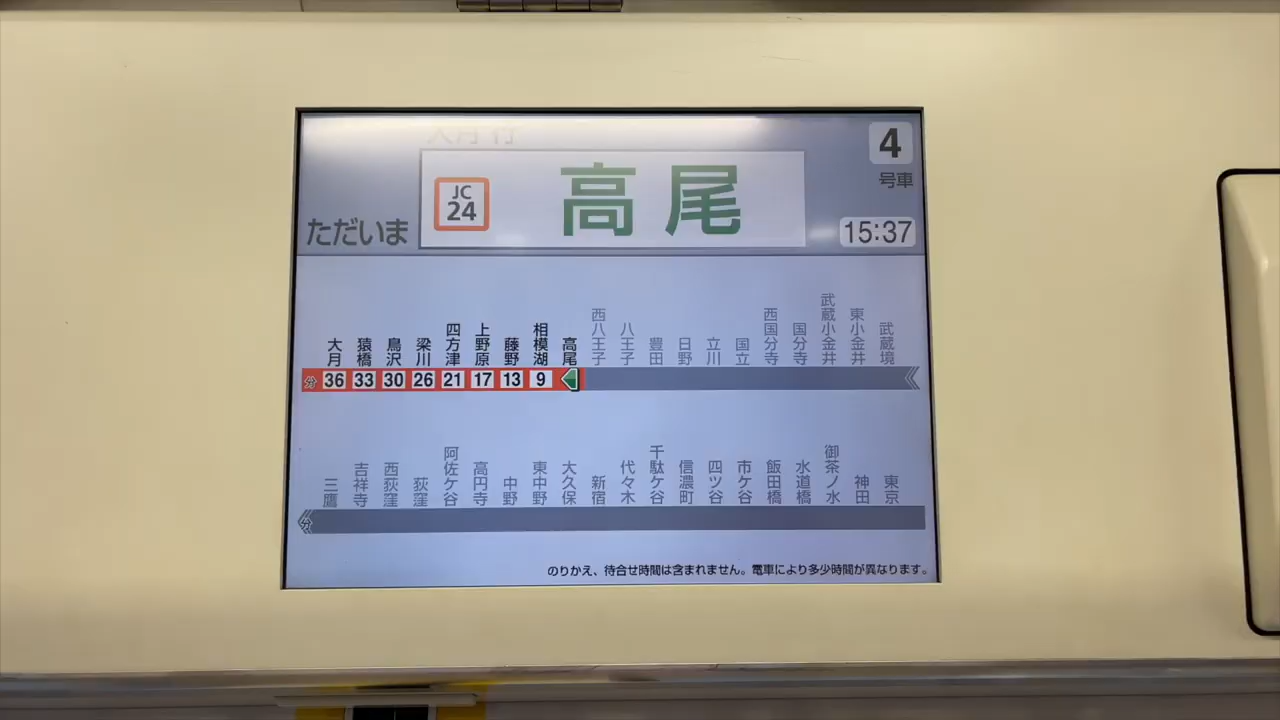 大月 行
JC
24
高尾
4
号車
ただいま
15:37
大月 猿橋 鳥沢 梁川 四方津 上野原 藤野 相模湖 高尾 西八王子 八王子 豊田 日野 立川 国立 西国分寺 国分寺 武蔵小金井 東小金井 武蔵境
分 36 33 30 26 21 17 13 9
三鷹 吉祥寺 西荻窪 荻窪 阿佐ケ谷 高円寺 中野 東中野 大久保 新宿 代々木 千駄ケ谷 信濃町 四ツ谷 市ケ谷 飯田橋 水道橋 御茶ノ水 神田 東京
分
のりかえ、待合せ時間は含まれません。電車により多少時間が異なります。